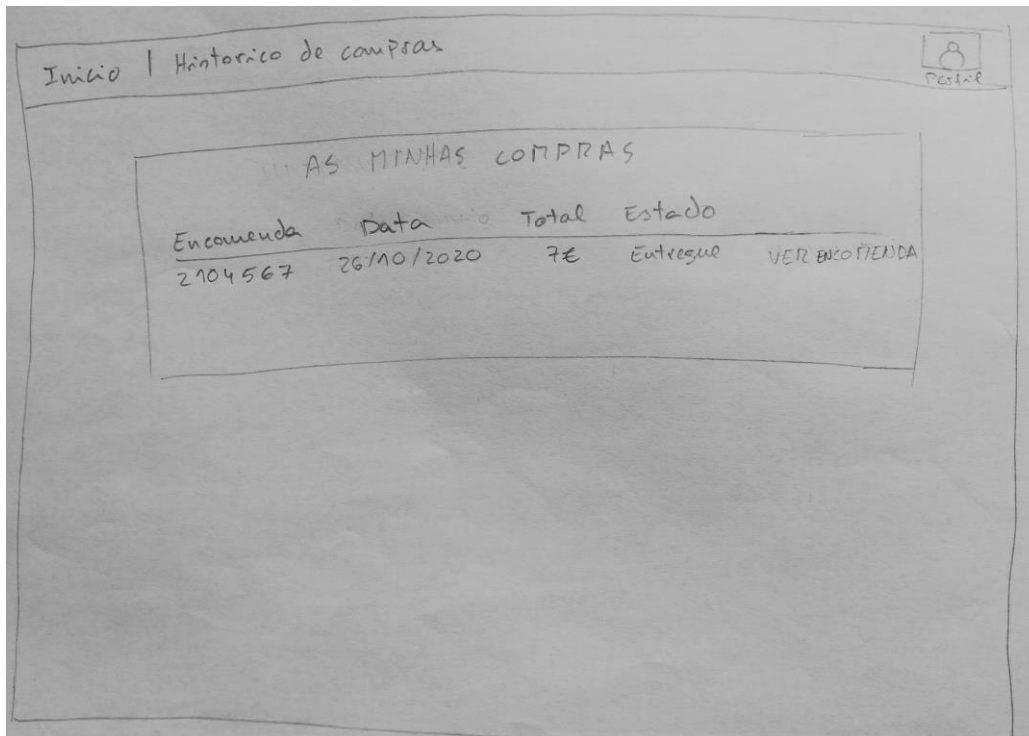 Inicio | Historico de compras
Perfil
AS MINHAS COMPRAS
Encomenda Data Total Estado
2104567 26/10/2020 7€ Entregue VER ENCOMENDA